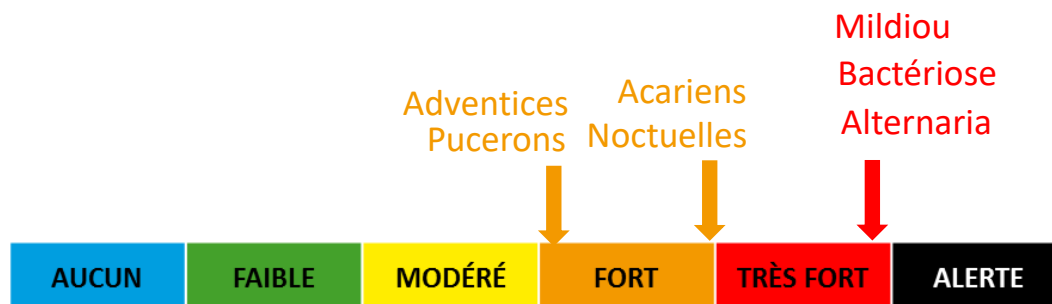 Mildiou
Bactériose
Alternaria
Acariens
Noctuelles
Adventices
Pucerons
AUCUN
FAIBLE
MODÉRÉ
FORT
TRÈS FORT
ALERTE